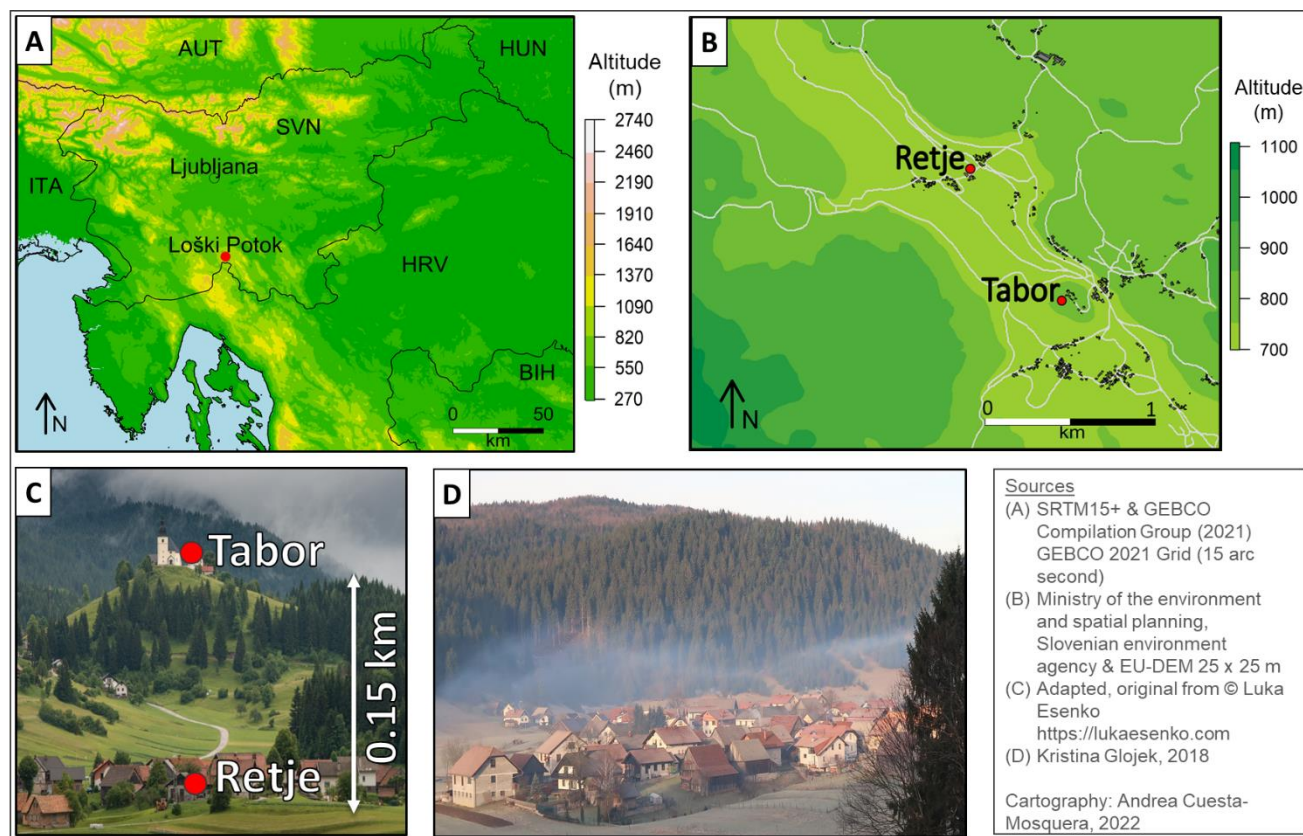 A
AUT
HUN
SVN
Ljubljana
ITA
Loški Potok
HRV
BIH
N
0
50
km
Altitude
(m)
2740
2460
2190
1910
1640
1370
1090
820
550
270
B
Retje
Tabor
N
0
1
km
Altitude
(m)
1100
1000
900
800
700
C
Tabor
0.15 km
Retje
D
Sources
(A) SRTM15+ & GEBCO
Compilation Group (2021)
GEBCO 2021 Grid (15 arc
second)
(B) Ministry of the environment
and spatial planning,
Slovenian environment
agency & EU-DEM 25 x 25 m
(C) Adapted, original from © Luka
Esenko
https://lukaesenko.com
(D) Kristina Glojek, 2018
Cartography: Andrea Cuesta-
Mosquera, 2022